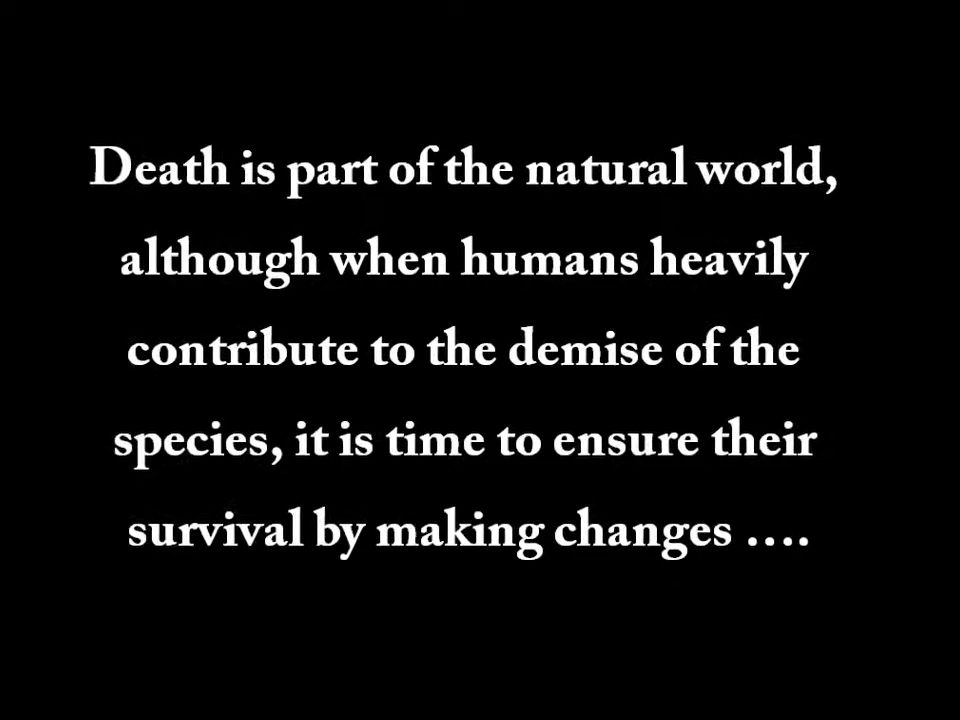 Death is part of the natural world,
although when humans heavily
contribute to the demise of the
species, it is time to ensure their
survival by making changes ....